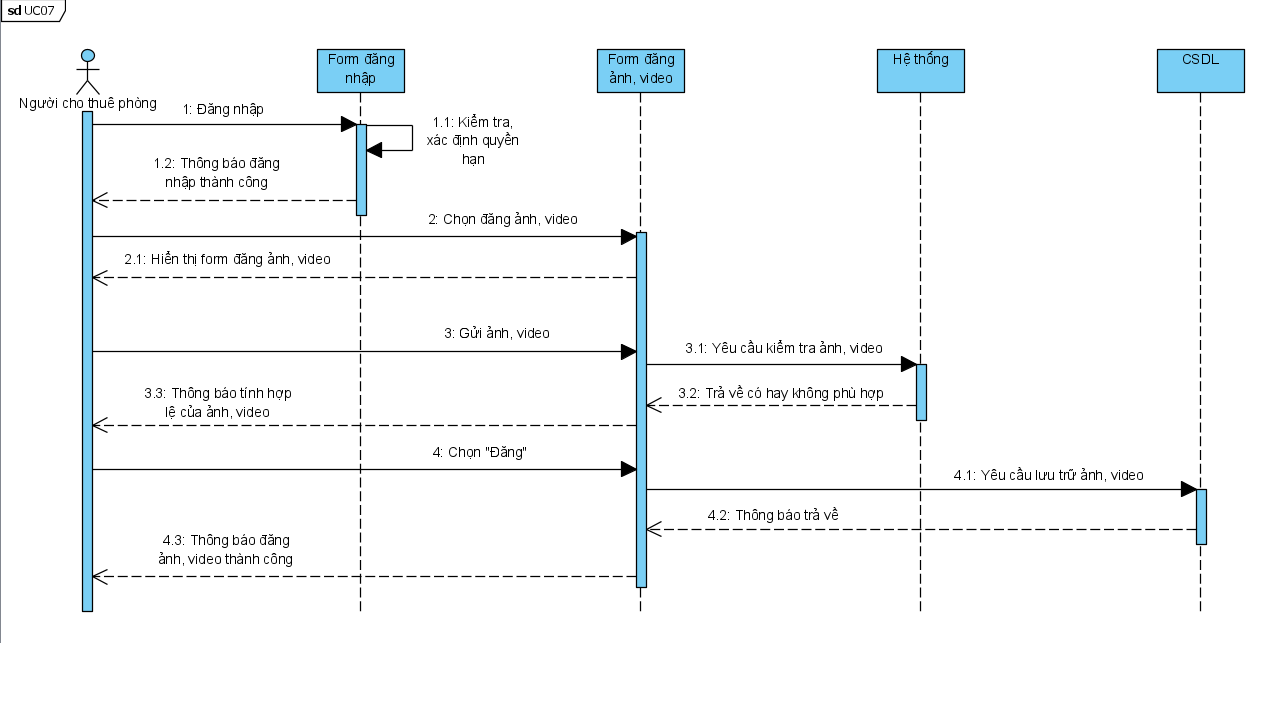 sd UC07
Form đăng
nhập
Form đăng
ảnh, video
Hệ thống
CSDL
Người cho thuê phòng
1: Đăng nhập
1.1: Kiểm tra,
xác định quyền
hạn
1.2: Thông báo đăng
nhập thành công
2: Chọn đăng ảnh, video
2.1: Hiển thị form đăng ảnh, video
3: Gửi ảnh, video
3.1: Yêu cầu kiểm tra ảnh, video
3.2: Trả về có hay không phù hợp
3.3: Thông báo tính hợp
lệ của ảnh, video
4: Chọn "Đăng"
4.1: Yêu cầu lưu trữ ảnh, video
4.2: Thông báo trả về
4.3: Thông báo đăng
ảnh, video thành công